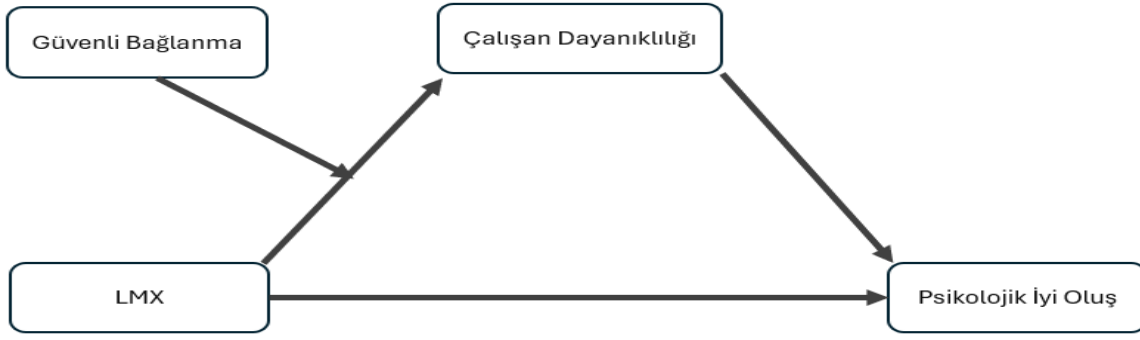 Güvenli Bağlanma
Çalışan Dayanıklılığı
LMX
Psikolojik İyi Oluş